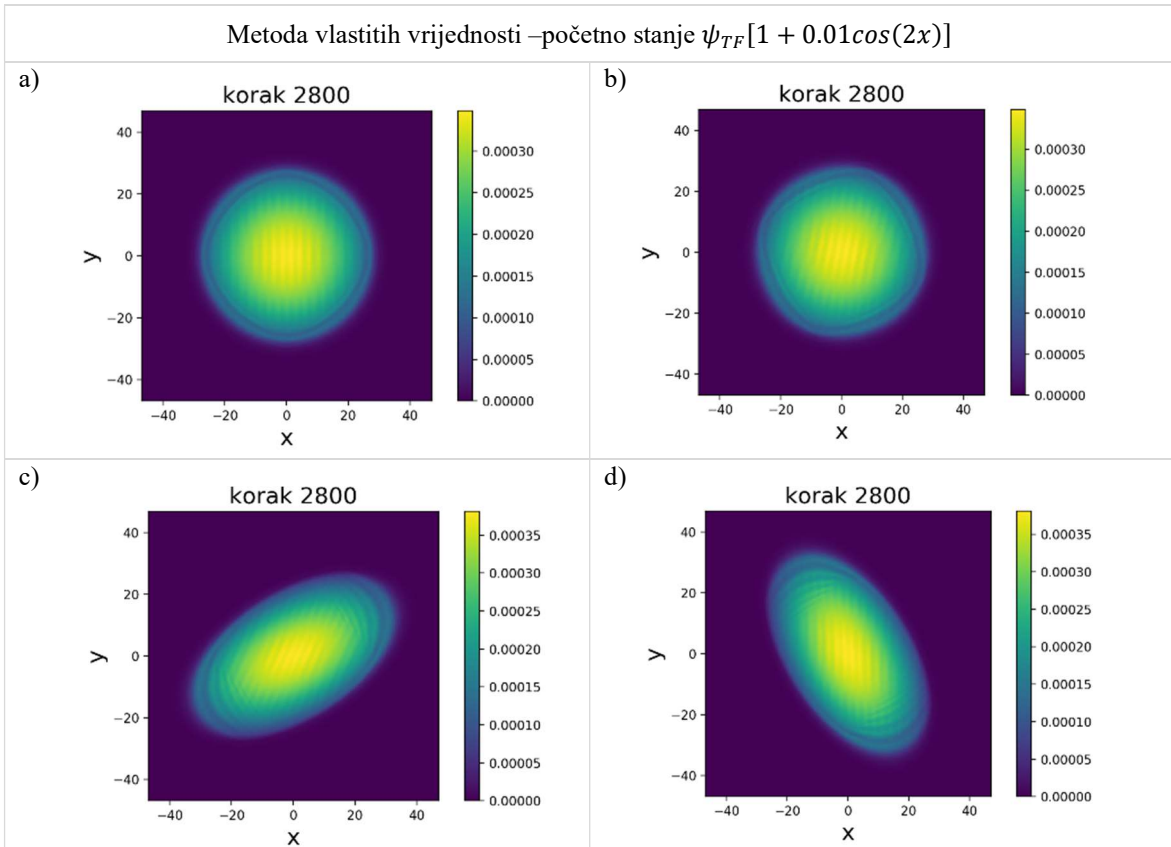 Metoda vlastitih vrijednosti –početno stanje ψ_TF[1 + 0.01cos(2x)]
a)
korak 2800
40
20
0
−20
−40
y
−40 −20 0 20 40
x
0.00030
0.00025
0.00020
0.00015
0.00010
0.00005
0.00000
b)
korak 2800
40
20
0
−20
−40
y
−40 −20 0 20 40
x
0.00030
0.00025
0.00020
0.00015
0.00010
0.00005
0.00000
c)
korak 2800
40
20
0
−20
−40
y
−40 −20 0 20 40
x
0.00035
0.00030
0.00025
0.00020
0.00015
0.00010
0.00005
0.00000
d)
korak 2800
40
20
0
−20
−40
y
−40 −20 0 20 40
x
0.00035
0.00030
0.00025
0.00020
0.00015
0.00010
0.00005
0.00000